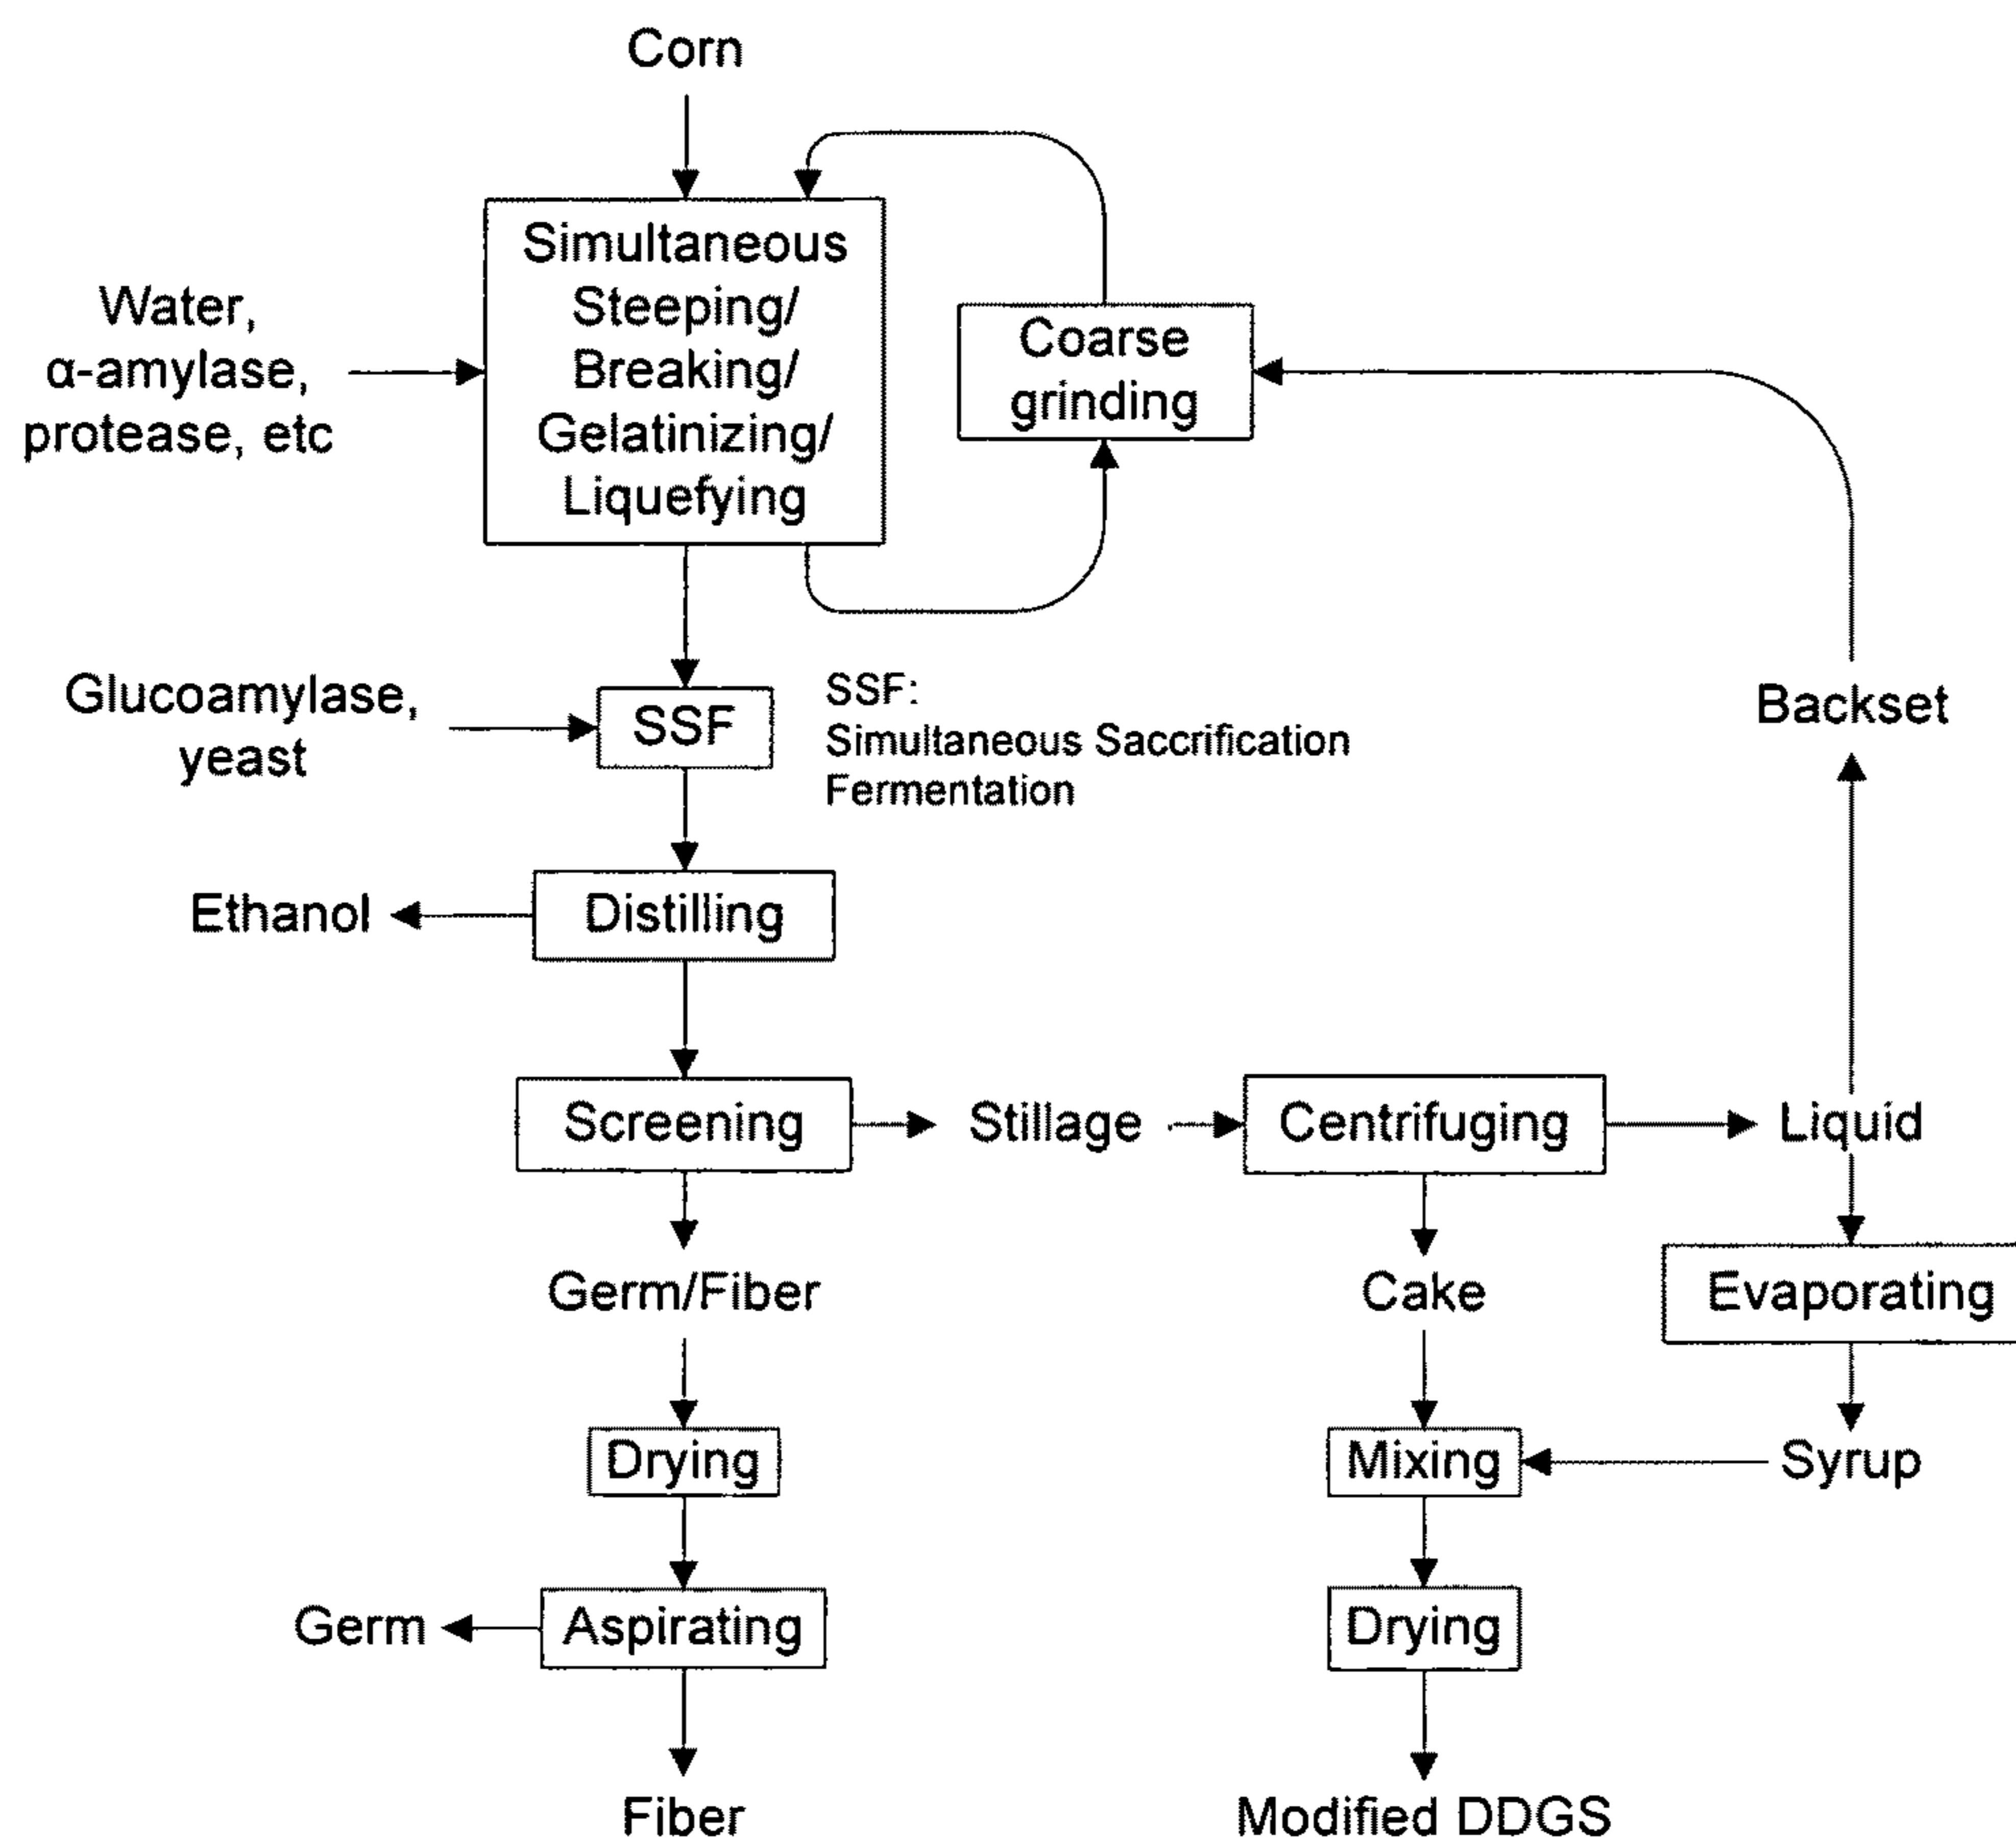 Corn
Simultaneous
Steeping/
Breaking/
Gelatinizing/
Liquefying
Water,
α-amylase,
protease, etc
Coarse
grinding
Glucoamylase,
yeast
SSF
SSF:
Simultaneous Saccrification
Fermentation
Backset
Ethanol
Distilling
Screening
Stillage
Centrifuging
Liquid
Germ/Fiber
Cake
Evaporating
Drying
Mixing
Syrup
Germ
Aspirating
Drying
Fiber
Modified DDGS